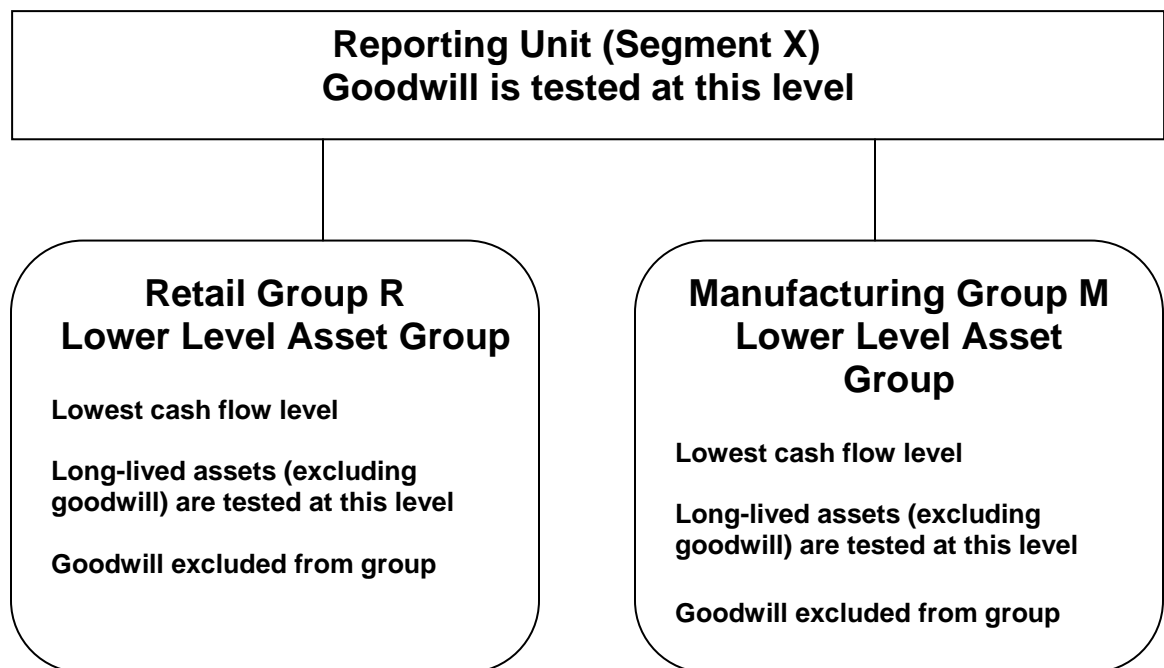 Reporting Unit (Segment X)
Goodwill is tested at this level
Retail Group R
Lower Level Asset Group
Lowest cash flow level
Long-lived assets (excluding
goodwill) are tested at this level
Goodwill excluded from group
Manufacturing Group M
Lower Level Asset
Group
Lowest cash flow level
Long-lived assets (excluding
goodwill) are tested at this level
Goodwill excluded from group